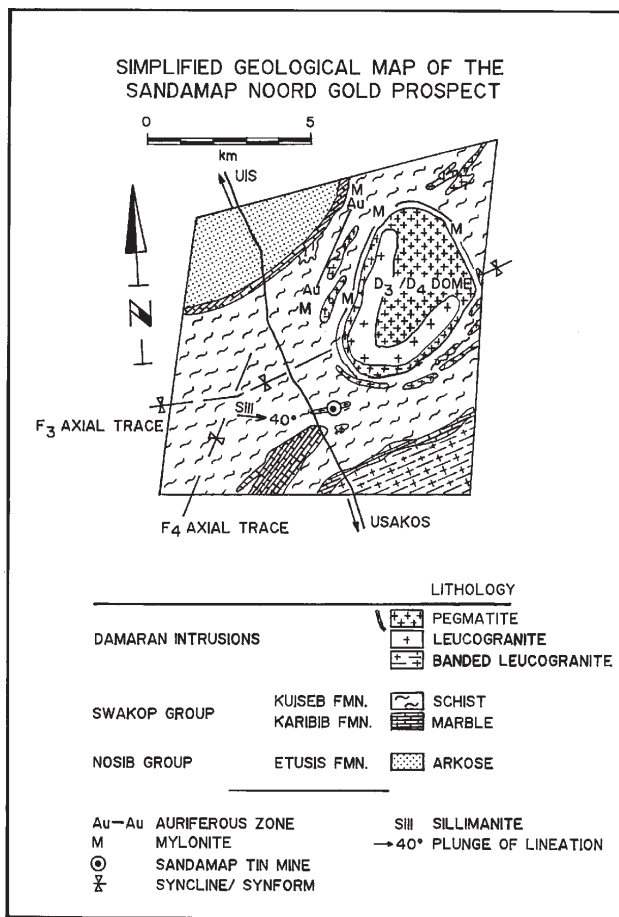 SIMPLIFIED GEOLOGICAL MAP OF THE
SANDAMAP NOORD GOLD PROSPECT
0 5
km
UIS
M
Au
M
M
N
D3/D4 DOME
Au
M
M
Sill
40°
F3 AXIAL TRACE
F4 AXIAL TRACE
USAKOS
LITHOLOGY
DAMARAN INTRUSIONS
PEGMATITE
LEUCOGRANITE
BANDED LEUCOGRANITE
SWAKOP GROUP
KUISEB FMN. SCHIST
KARIBIB FMN. MARBLE
NOSIB GROUP ETUSIS FMN. ARKOSE
Au—Au AURIFEROUS ZONE
M MYLONITE
SANDAMAP TIN MINE
SYNCLINE/ SYNFORM
Sill SILLIMANITE
→40° PLUNGE OF LINEATION